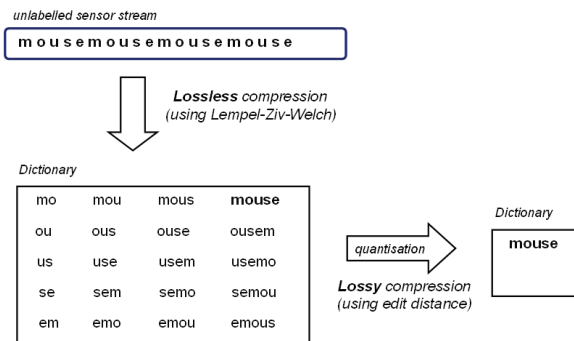 unlabelled sensor stream
m o u s e m o u s e m o u s e m o u s e
Lossless compression
(using Lempel-Ziv-Welch)
Dictionary
mo mou mous mouse
ou ous ouse ousem
us use usem usemo
se sem semo semou
em emo emou emous
quantisation
Lossy compression
(using edit distance)
Dictionary
mouse